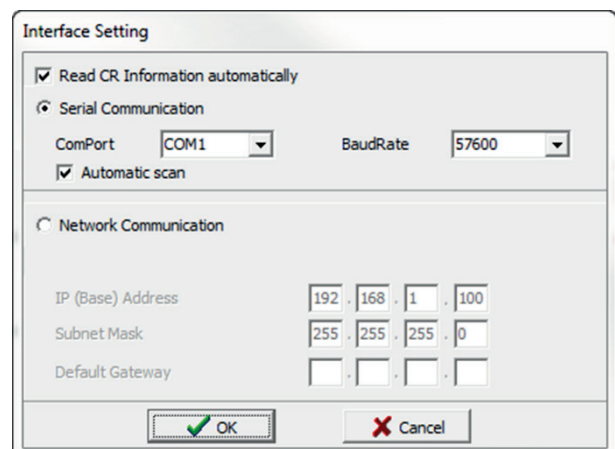 Interface Setting
Read CR Information automatically
Serial Communication
ComPort COM1 BaudRate 57600
Automatic scan
Network Communication
IP (Base) Address 192 . 168 . 1 . 100
Subnet Mask 255 . 255 . 255 . 0
Default Gateway . . .
OK Cancel